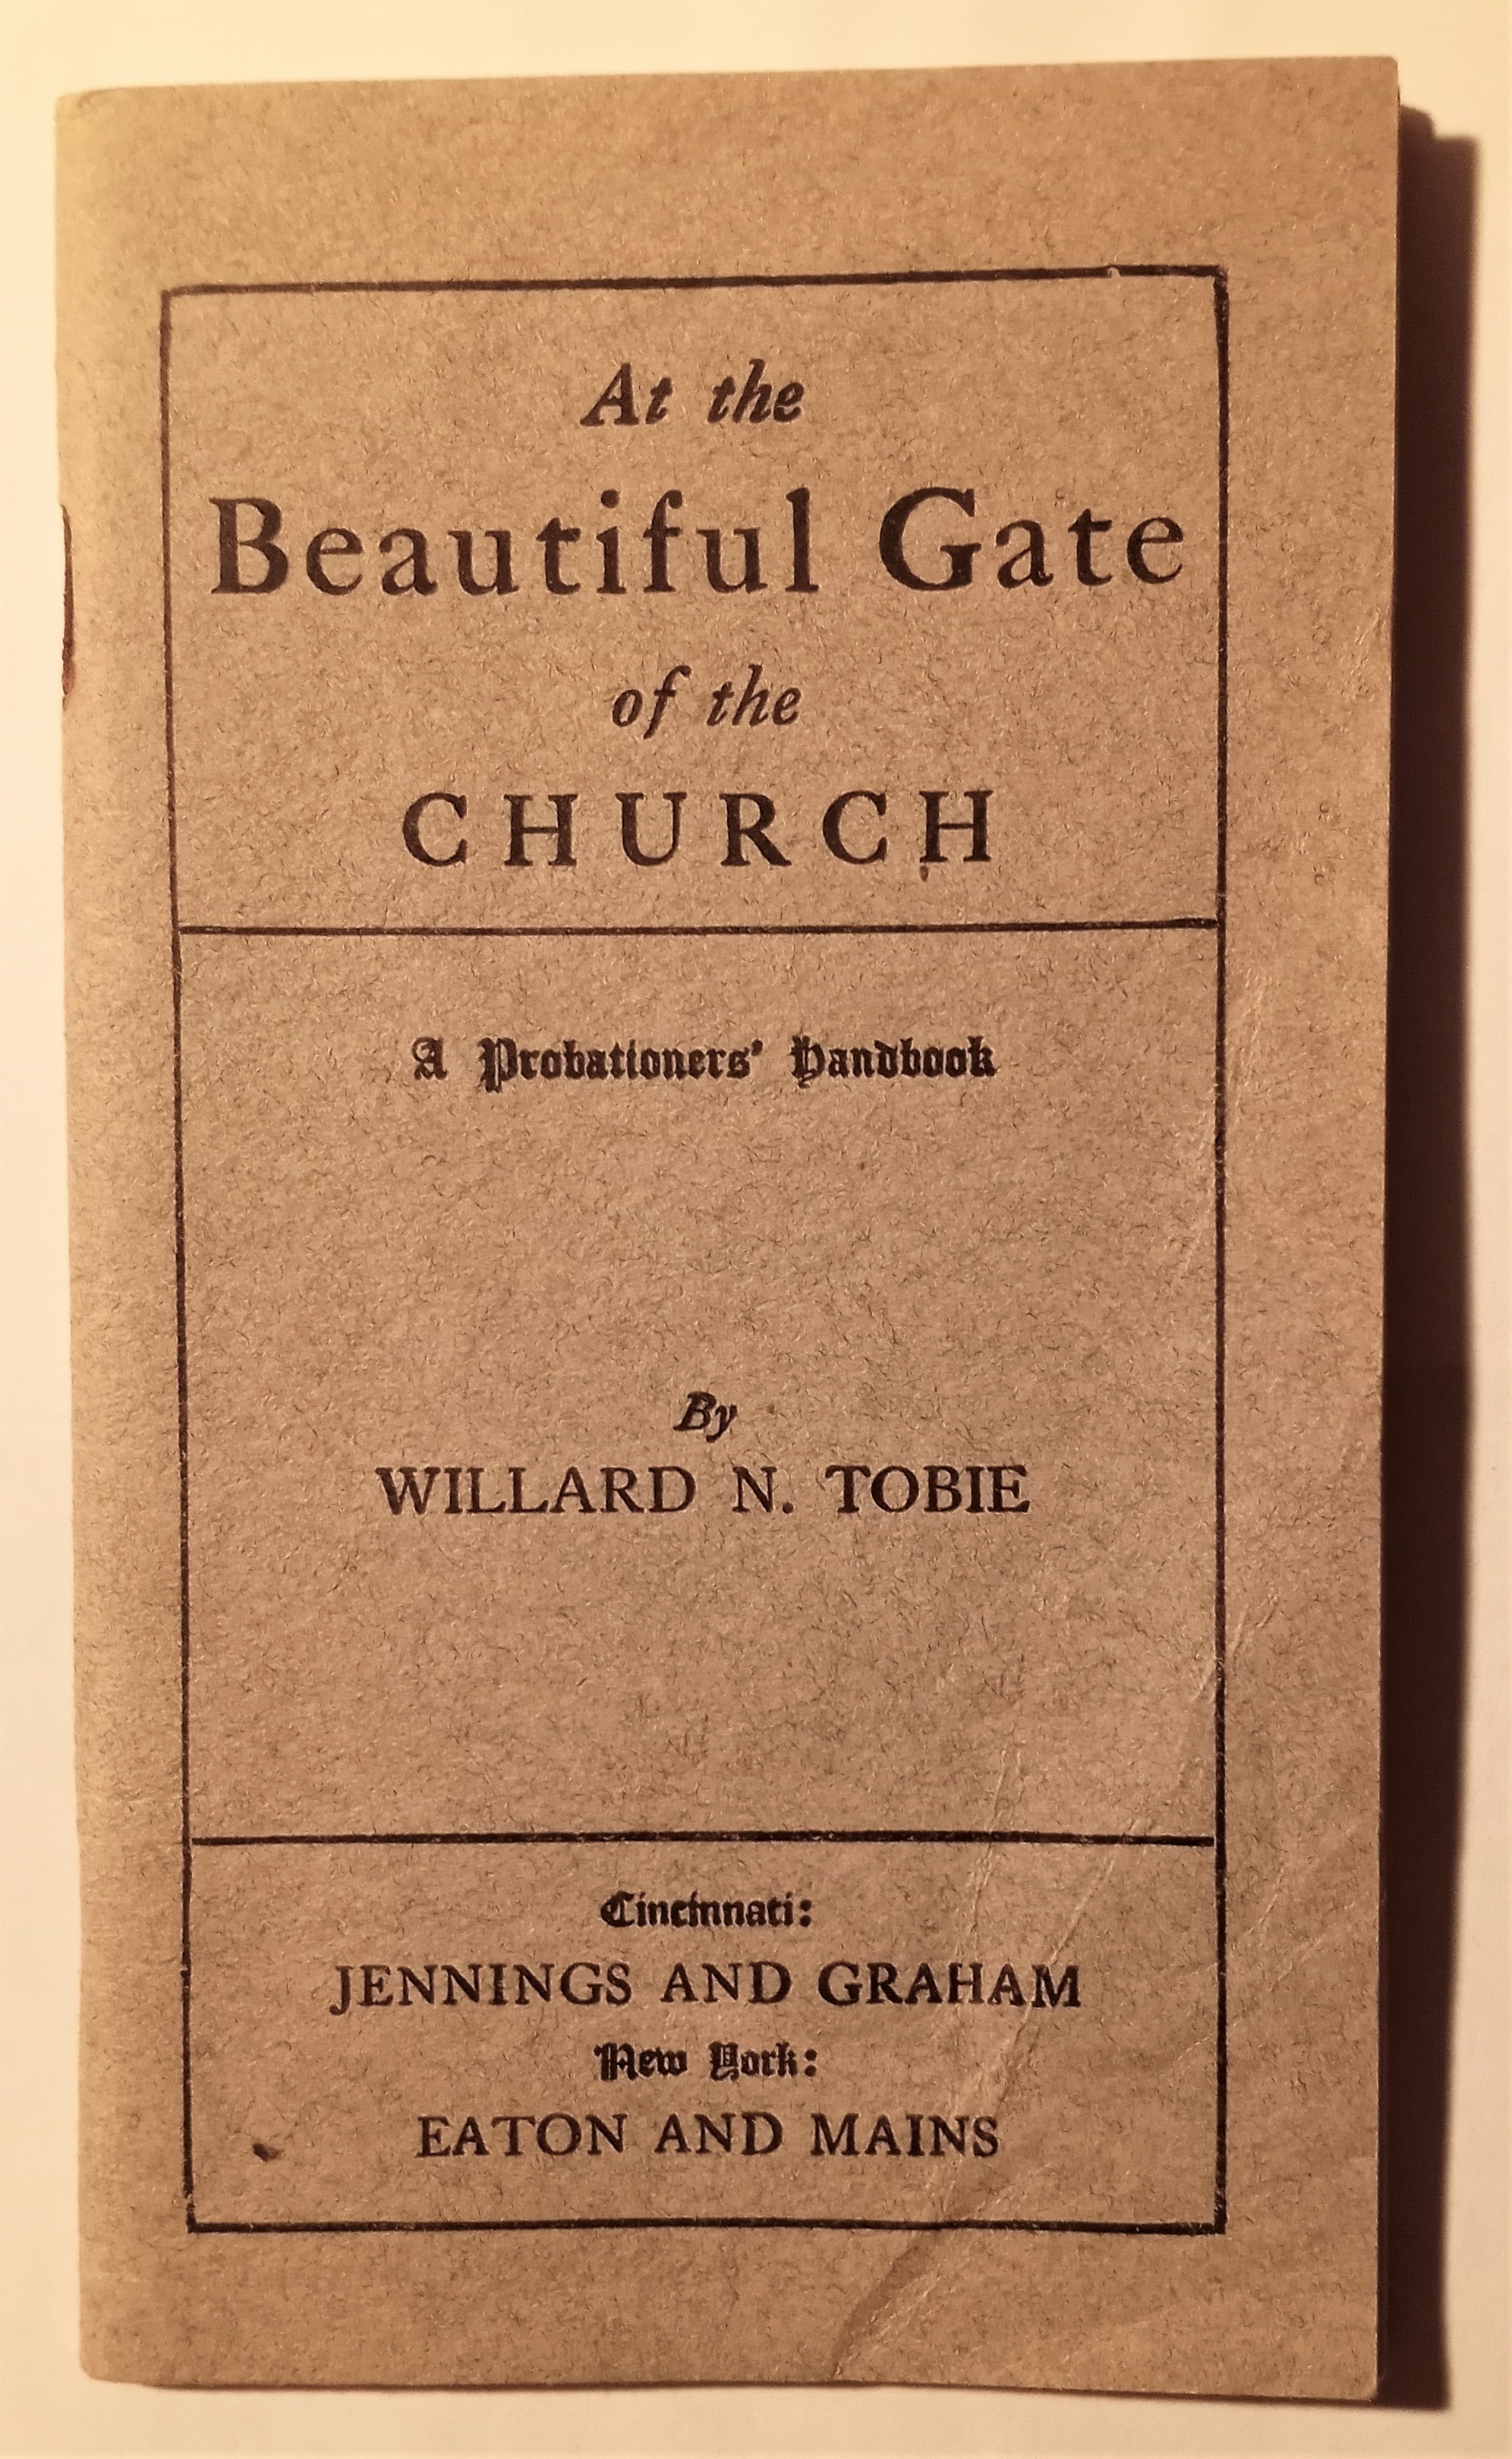 At the
Beautiful Gate
of the
CHURCH
A Probationers' Handbook
By
WILLARD N. TOBIE
Cincinnati:
JENNINGS AND GRAHAM
New York:
EATON AND MAINS